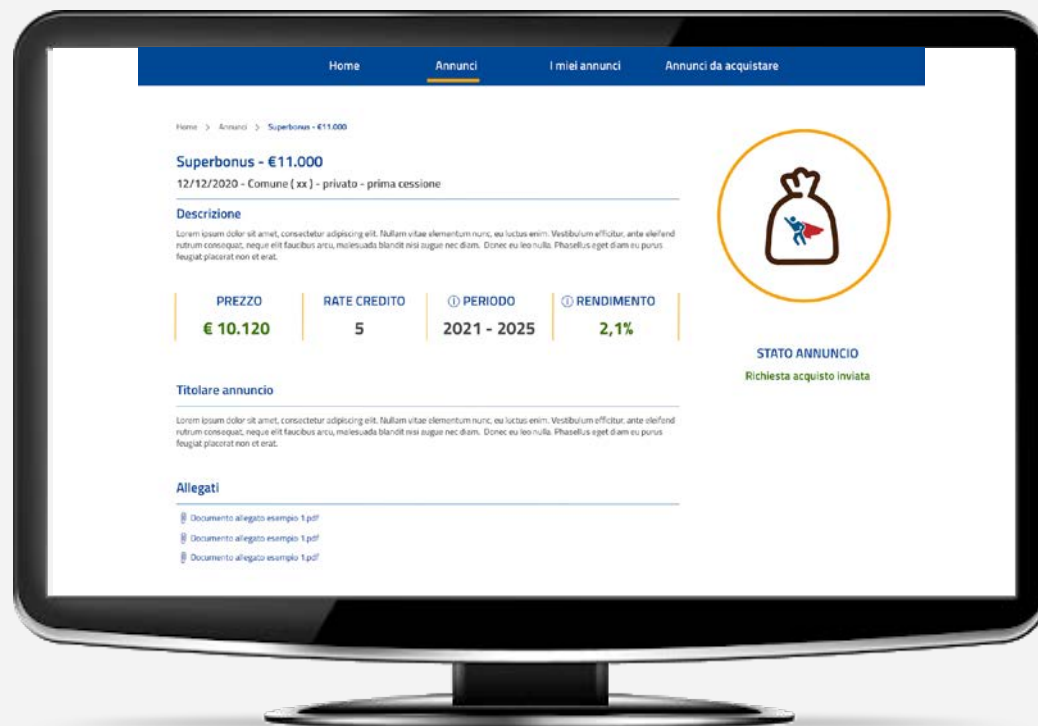 Home Annunci I miei annunci Annunci da acquistare
Home > Annunci > Superbonus - €11.000
Superbonus - €11.000
12/12/2020 - Comune ( xx ) - privato - prima cessione
Descrizione
Lorem ipsum dolor sit amet, consectetur adipiscing elit. Nullam vitae elementum nunc, eu luctus enim. Vestibulum efficitur, ante eleifend
rutrum consequat, neque elit faucibus arcu, malesuada blandit nisi augue nec diam. Donec eu leo nulla. Phasellus eget diam eu purus
feugiat placerat non et erat.
PREZZO RATE CREDITO PERIODO RENDIMENTO
€ 10.120 5 2021 - 2025 2,1%
STATO ANNUNCIO
Richiesta acquisto inviata
Titolare annuncio
Lorem ipsum dolor sit amet, consectetur adipiscing elit. Nullam vitae elementum nunc, eu luctus enim. Vestibulum efficitur, ante eleifend
rutrum consequat, neque elit faucibus arcu, malesuada blandit nisi augue nec diam. Donec eu leo nulla. Phasellus eget diam eu purus
feugiat placerat non et erat.
Allegati
Documento allegato esempio 1.pdf
Documento allegato esempio 1.pdf
Documento allegato esempio 1.pdf